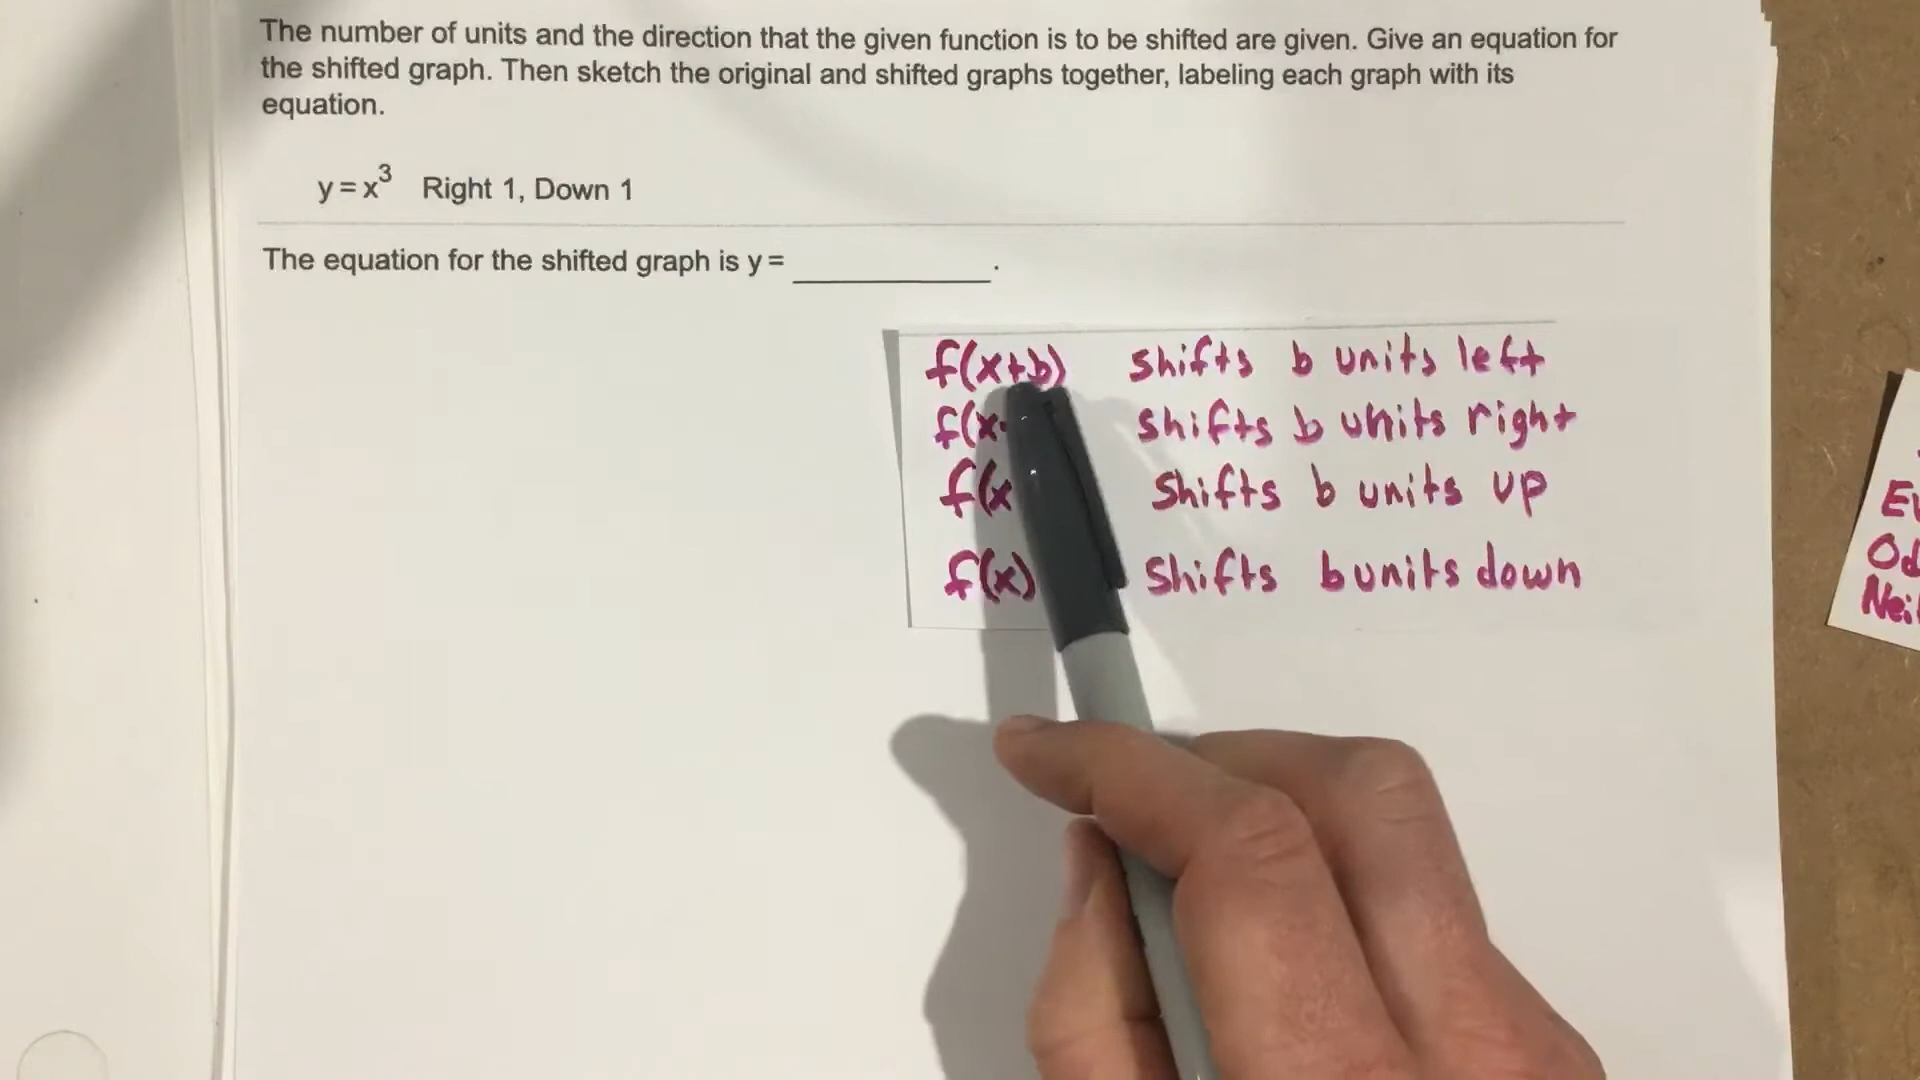 The number of units and the direction that the given function is to be shifted are given. Give an equation for
the shifted graph. Then sketch the original and shifted graphs together, labeling each graph with its
equation.
y = x³ Right 1, Down 1
The equation for the shifted graph is y = __________.
f(x+b) shifts b units left
f(x shifts b units right
f(x shifts b units up
f(x) shifts b units down